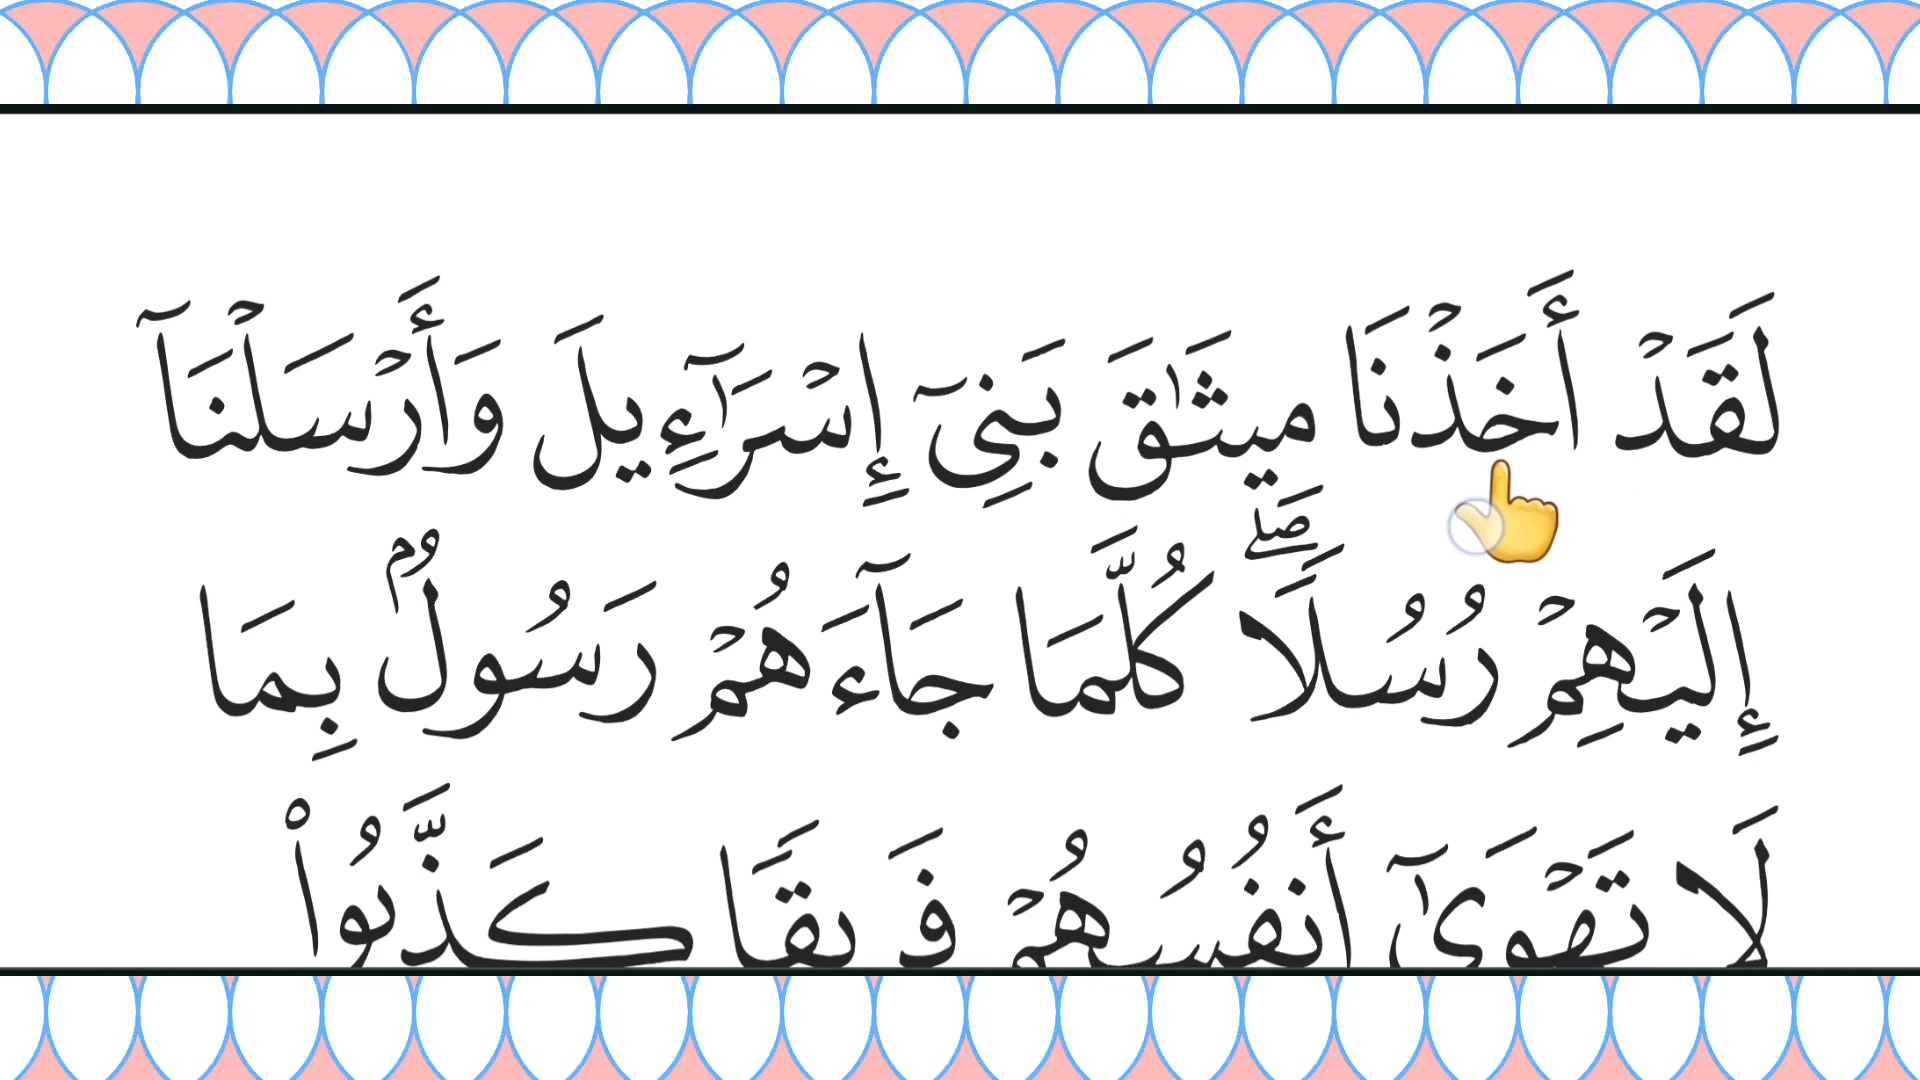 لَقَدْ أَخَذْنَا مِيثَٰقَ بَنِىٓ إِسْرَٰٓءِيلَ وَأَرْسَلْنَآ
إِلَيْهِمْ رُسُلًا ۖ كُلَّمَا جَآءَهُمْ رَسُولٌۢ بِمَا
لَا تَهْوَىٰٓ أَنفُسُهُمْ فَرِيقًا كَذَّبُوا۟